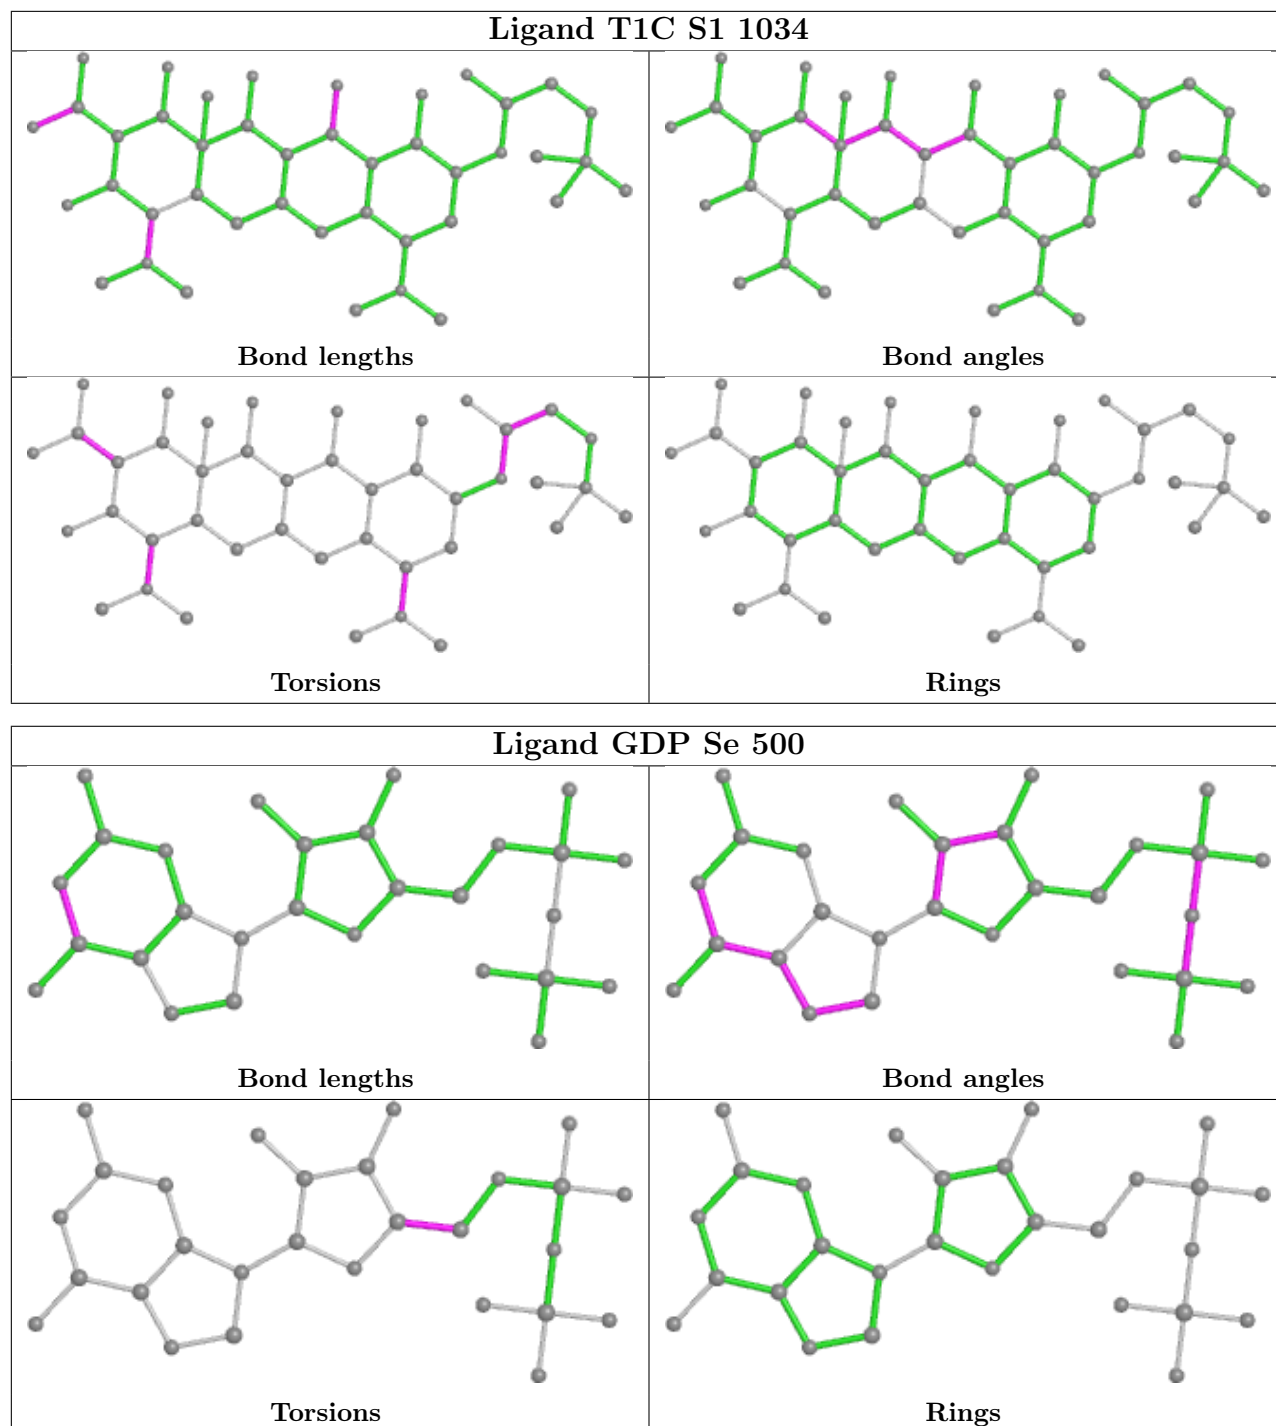 Ligand T1C S1 1034
Bond lengths
Bond angles
Torsions
Rings
Ligand GDP Se 500
Bond lengths
Bond angles
Torsions
Rings